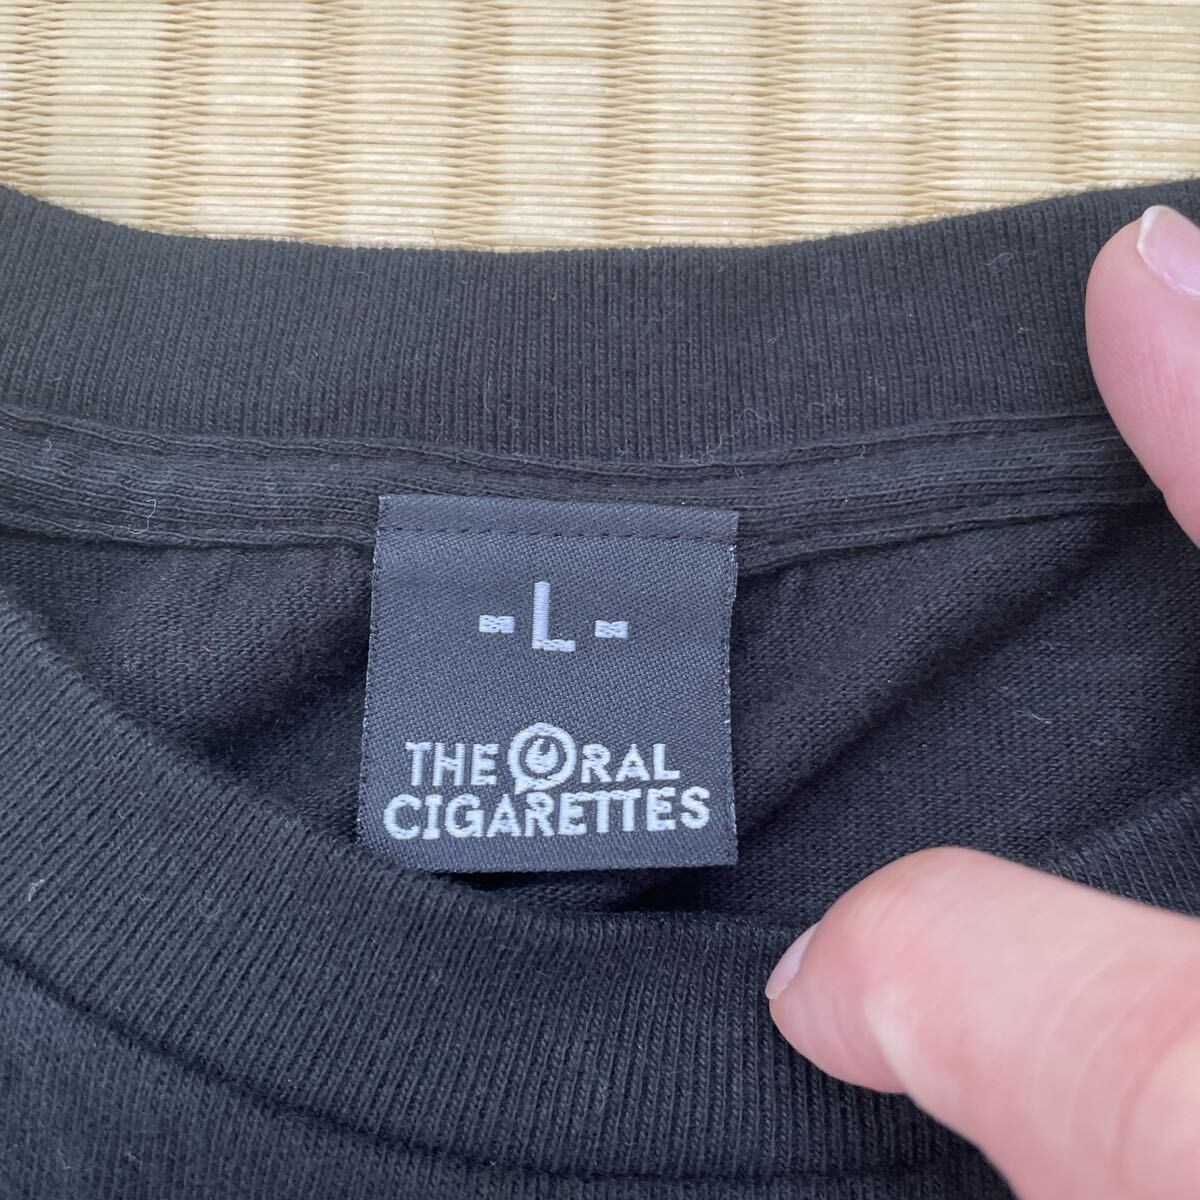 -L-
THE ORAL
CIGARETTES